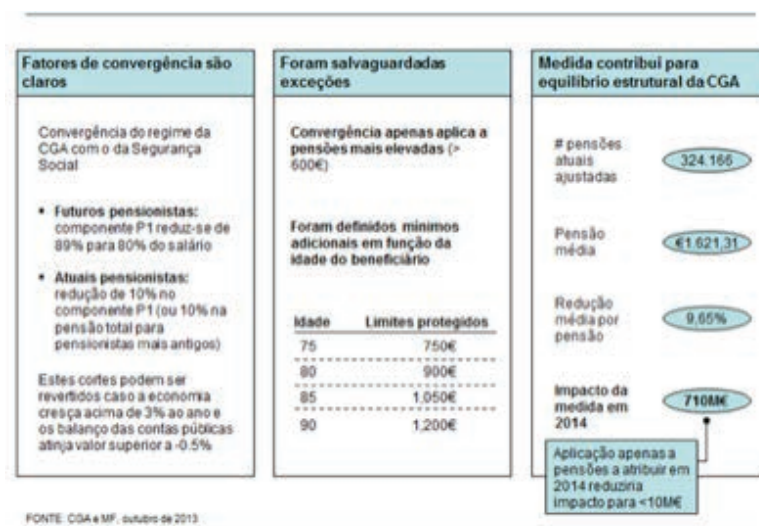 Fatores de convergência são
claros
Convergência do regime da
CGA com o da Segurança
Social
• Futuros pensionistas:
componente P1 reduz-se de
89% para 80% do salário
• Atuais pensionistas:
redução de 10% no
componente P1 (ou 10% na
pensão total para
pensionistas mais antigos)
Estes cortes podem ser
revertidos caso a economia
cresça acima de 3% ao ano e
os balanço das contas públicas
atinja valor superior a -0.5%
Foram salvaguardadas
exceções
Convergência apenas aplica a
pensões mais elevadas (>
600€)
Foram definidos mínimos
adicionais em função da
idade do beneficiário
Idade Limites protegidos
75 750€
80 900€
85 1,050€
90 1,200€
Medida contribui para
equilíbrio estrutural da CGA
# pensões
atuais
ajustadas
324.166
Pensão
média
€1.621,31
Redução
média por
pensão
9,65%
Impacto da
medida em
2014
710M€
Aplicação apenas a
pensões a atribuir em
2014 reduziria
impacto para <10M€
FONTE: CGA e MF, outubro de 2013